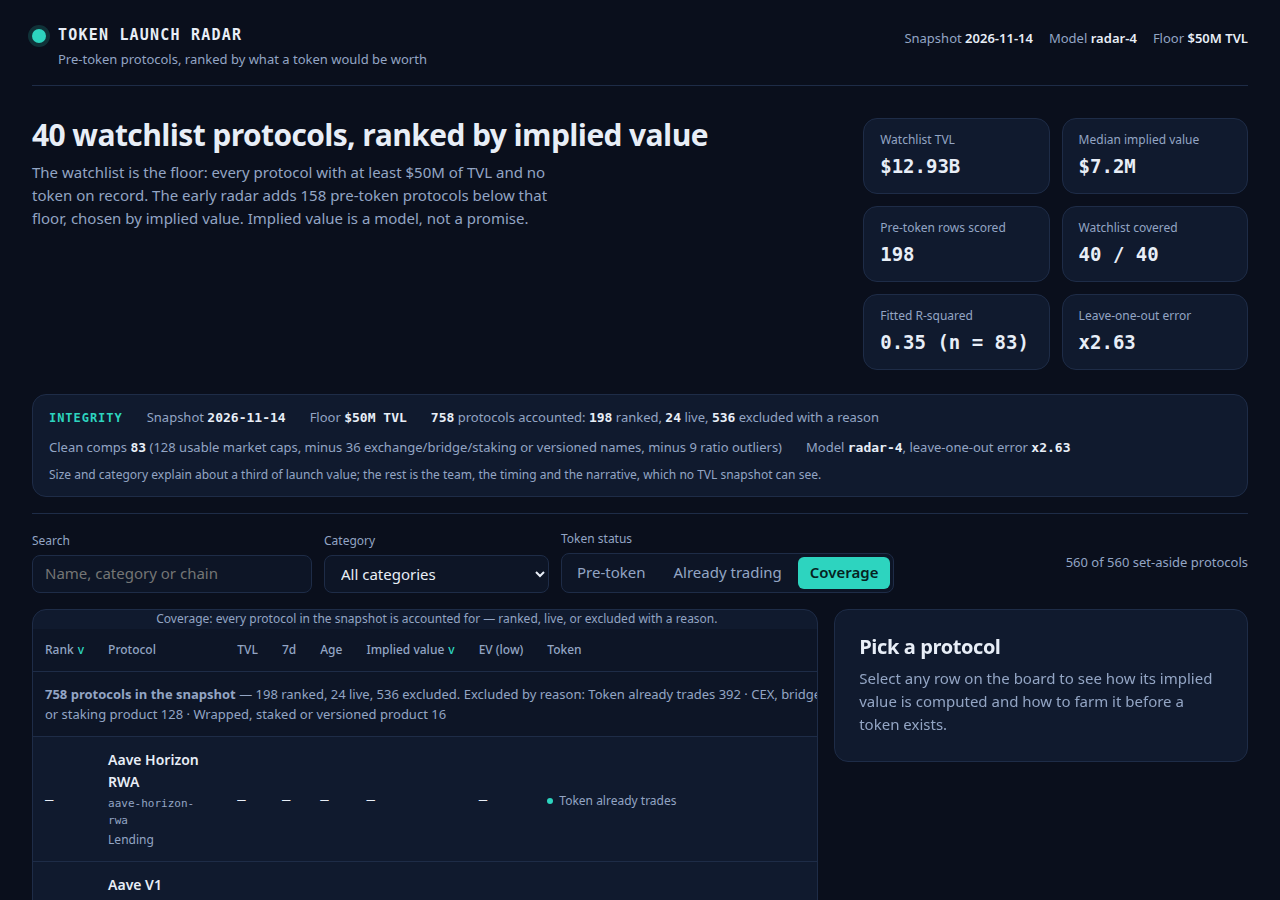 TOKEN LAUNCH RADAR
Pre-token protocols, ranked by what a token would be worth
Snapshot 2026-11-14 Model radar-4 Floor $50M TVL
40 watchlist protocols, ranked by implied value
The watchlist is the floor: every protocol with at least $50M of TVL and no
token on record. The early radar adds 158 pre-token protocols below that
floor, chosen by implied value. Implied value is a model, not a promise.
Watchlist TVL
$12.93B
Median implied value
$7.2M
Pre-token rows scored
198
Watchlist covered
40 / 40
Fitted R-squared
0.35 (n = 83)
Leave-one-out error
x2.63
INTEGRITY Snapshot 2026-11-14 Floor $50M TVL 758 protocols accounted: 198 ranked, 24 live, 536 excluded with a reason
Clean comps 83 (128 usable market caps, minus 36 exchange/bridge/staking or versioned names, minus 9 ratio outliers) Model radar-4, leave-one-out error x2.63
Size and category explain about a third of launch value; the rest is the team, the timing and the narrative, which no TVL snapshot can see.
Search
Name, category or chain
Category
All categories
Token status
Pre-token Already trading Coverage
560 of 560 set-aside protocols
Coverage: every protocol in the snapshot is accounted for — ranked, live, or excluded with a reason.
Rank v Protocol TVL 7d Age Implied value v EV (low) Token
758 protocols in the snapshot — 198 ranked, 24 live, 536 excluded. Excluded by reason: Token already trades 392 · CEX, bridge
or staking product 128 · Wrapped, staked or versioned product 16
Aave Horizon
RWA
aave-horizon-
rwa
Lending
— — — — — — Token already trades
Aave V1
Pick a protocol
Select any row on the board to see how its implied
value is computed and how to farm it before a
token exists.